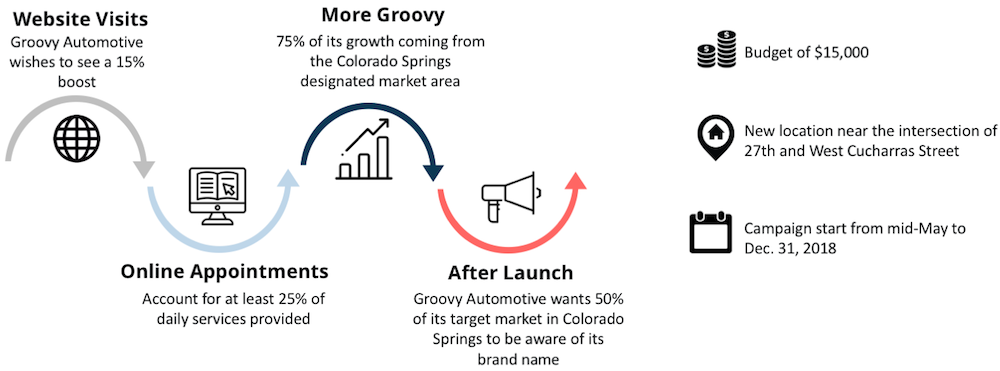 Website Visits
Groovy Automotive
wishes to see a 15%
boost
More Groovy
75% of its growth coming from
the Colorado Springs
designated market area
Online Appointments
Account for at least 25% of
daily services provided
After Launch
Groovy Automotive wants 50%
of its target market in Colorado
Springs to be aware of its
brand name
$
$
Budget of $15,000
New location near the intersection of
27th and West Cucharras Street
Campaign start from mid-May to
Dec. 31, 2018